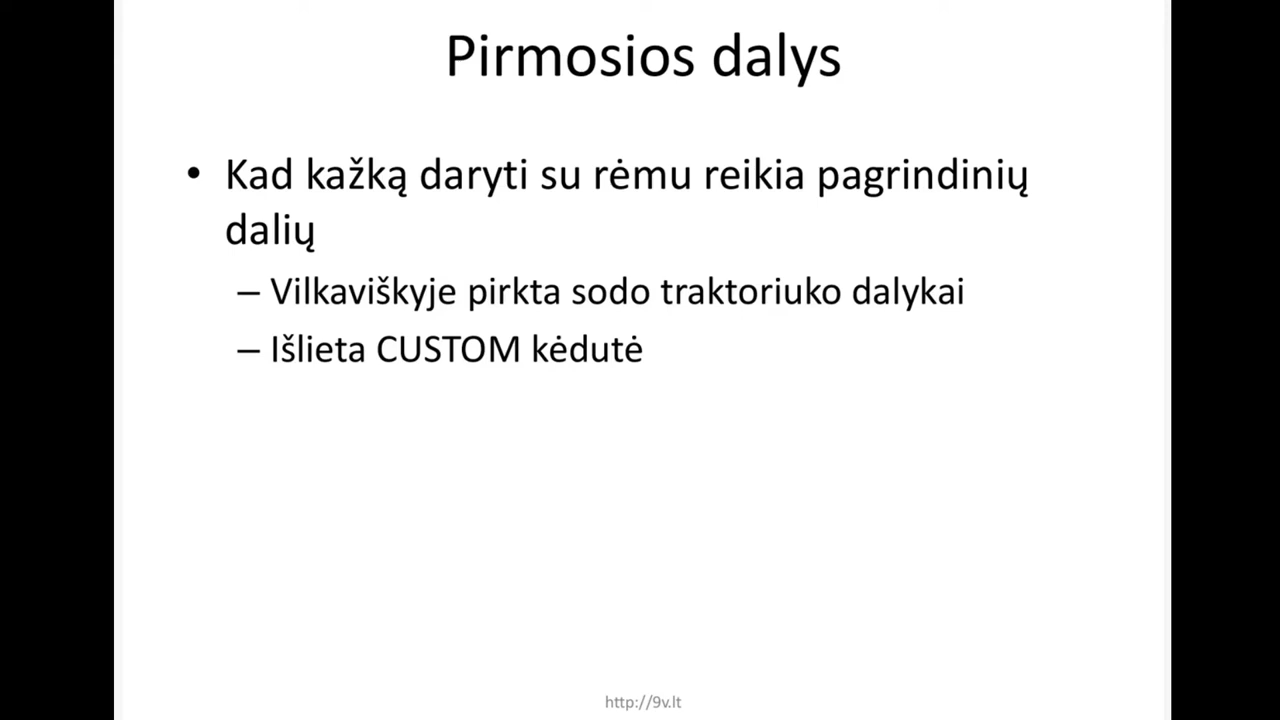 Pirmosios dalys
• Kad kažką daryti su rėmu reikia pagrindinių
dalių
– Vilkaviškyje pirkta sodo traktoriuko dalykai
– Išlieta CUSTOM kėdutė
http://9v.lt